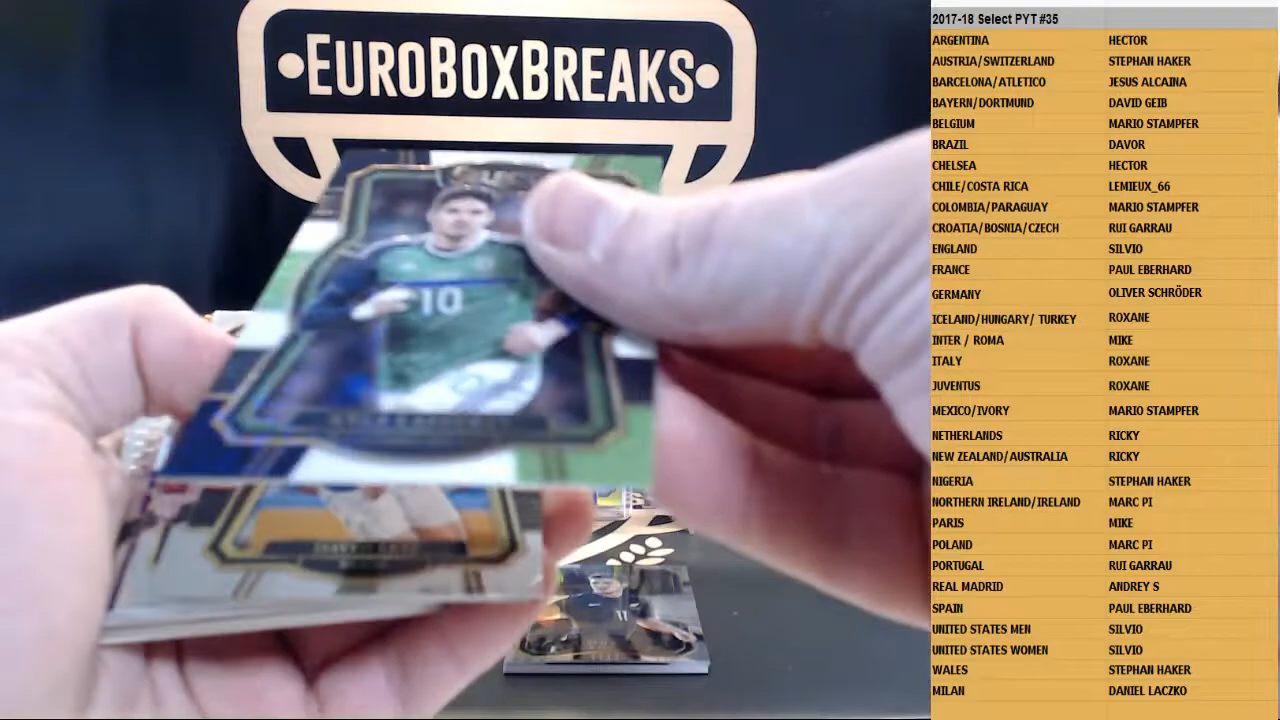 •EUROBOXBREAKS•
10
2017-18 Select PYT #35
ARGENTINA HECTOR
AUSTRIA/SWITZERLAND STEPHAN HAKER
BARCELONA/ATLETICO JESUS ALCAINA
BAYERN/DORTMUND DAVID GEIB
BELGIUM MARIO STAMPFER
BRAZIL DAVOR
CHELSEA HECTOR
CHILE/COSTA RICA LEMIEUX_66
COLOMBIA/PARAGUAY MARIO STAMPFER
CROATIA/BOSNIA/CZECH RUI GARRAU
ENGLAND SILVIO
FRANCE PAUL EBERHARD
GERMANY OLIVER SCHRÖDER
ICELAND/HUNGARY/ TURKEY ROXANE
INTER / ROMA MIKE
ITALY ROXANE
JUVENTUS ROXANE
MEXICO/IVORY MARIO STAMPFER
NETHERLANDS RICKY
NEW ZEALAND/AUSTRALIA RICKY
NIGERIA STEPHAN HAKER
NORTHERN IRELAND/IRELAND MARC PI
PARIS MIKE
POLAND MARC PI
PORTUGAL RUI GARRAU
REAL MADRID ANDREY S
SPAIN PAUL EBERHARD
UNITED STATES MEN SILVIO
UNITED STATES WOMEN SILVIO
WALES STEPHAN HAKER
MILAN DANIEL LACZKO